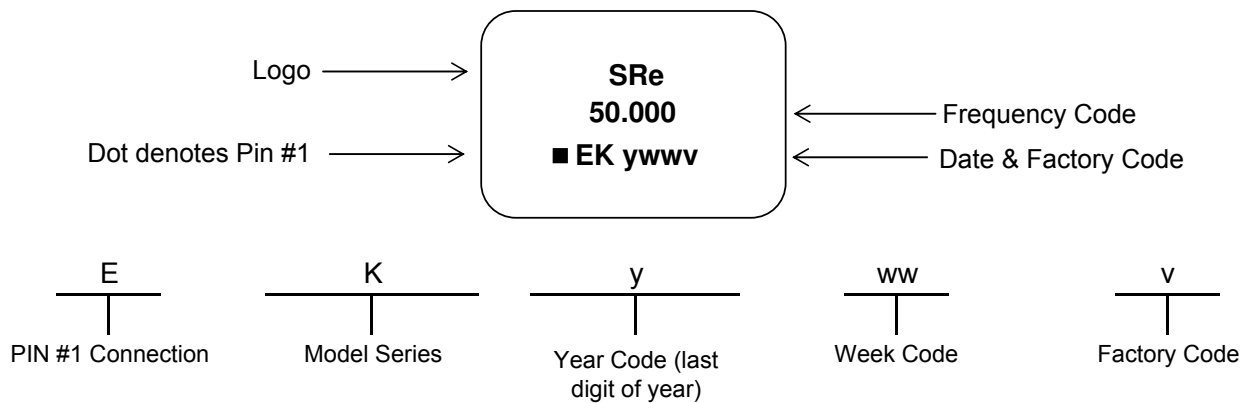 Logo
SRe
50.000
Frequency Code
Dot denotes Pin #1
■ EK ywwv
Date & Factory Code
E
K
y
ww
v
PIN #1 Connection
Model Series
Year Code (last
digit of year)
Week Code
Factory Code